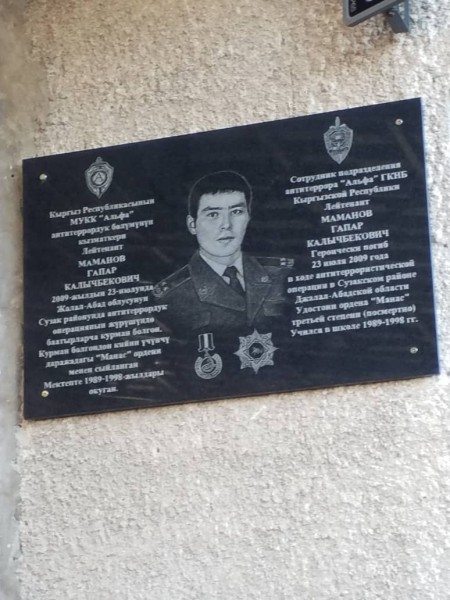 Кыргыз Республикасынын
МУКК "Альфа"
антитеррордук бөлүмүнүн
кызматкери
Лейтенант
МАМАНОВ
ГАПАР
КАЛЫЧБЕКОВИЧ
2009-жылдын 23-июлунда
Жалал-Абад облусунун
Сузак районунда антитеррордук
операциянын жүрүшүндө
баатырларча курман болгон.
Курман болгондон кийин үчүнчү
даражадагы "Манас" ордени
менен сыйланган
Мектепте 1989-1998-жылдары
окуган.
Сотрудник подразделения
антитеррора "Альфа" ГКНБ
Кыргызской Республики
Лейтенант
МАМАНОВ
ГАПАР
КАЛЫЧБЕКОВИЧ
Героически погиб
23 июля 2009 года
в ходе антитеррористической
операции в Сузакском районе
Джалал-Абадской области
Удостоен ордена "Манас"
третьей степени (посмертно)
Учился в школе 1989-1998 гг.